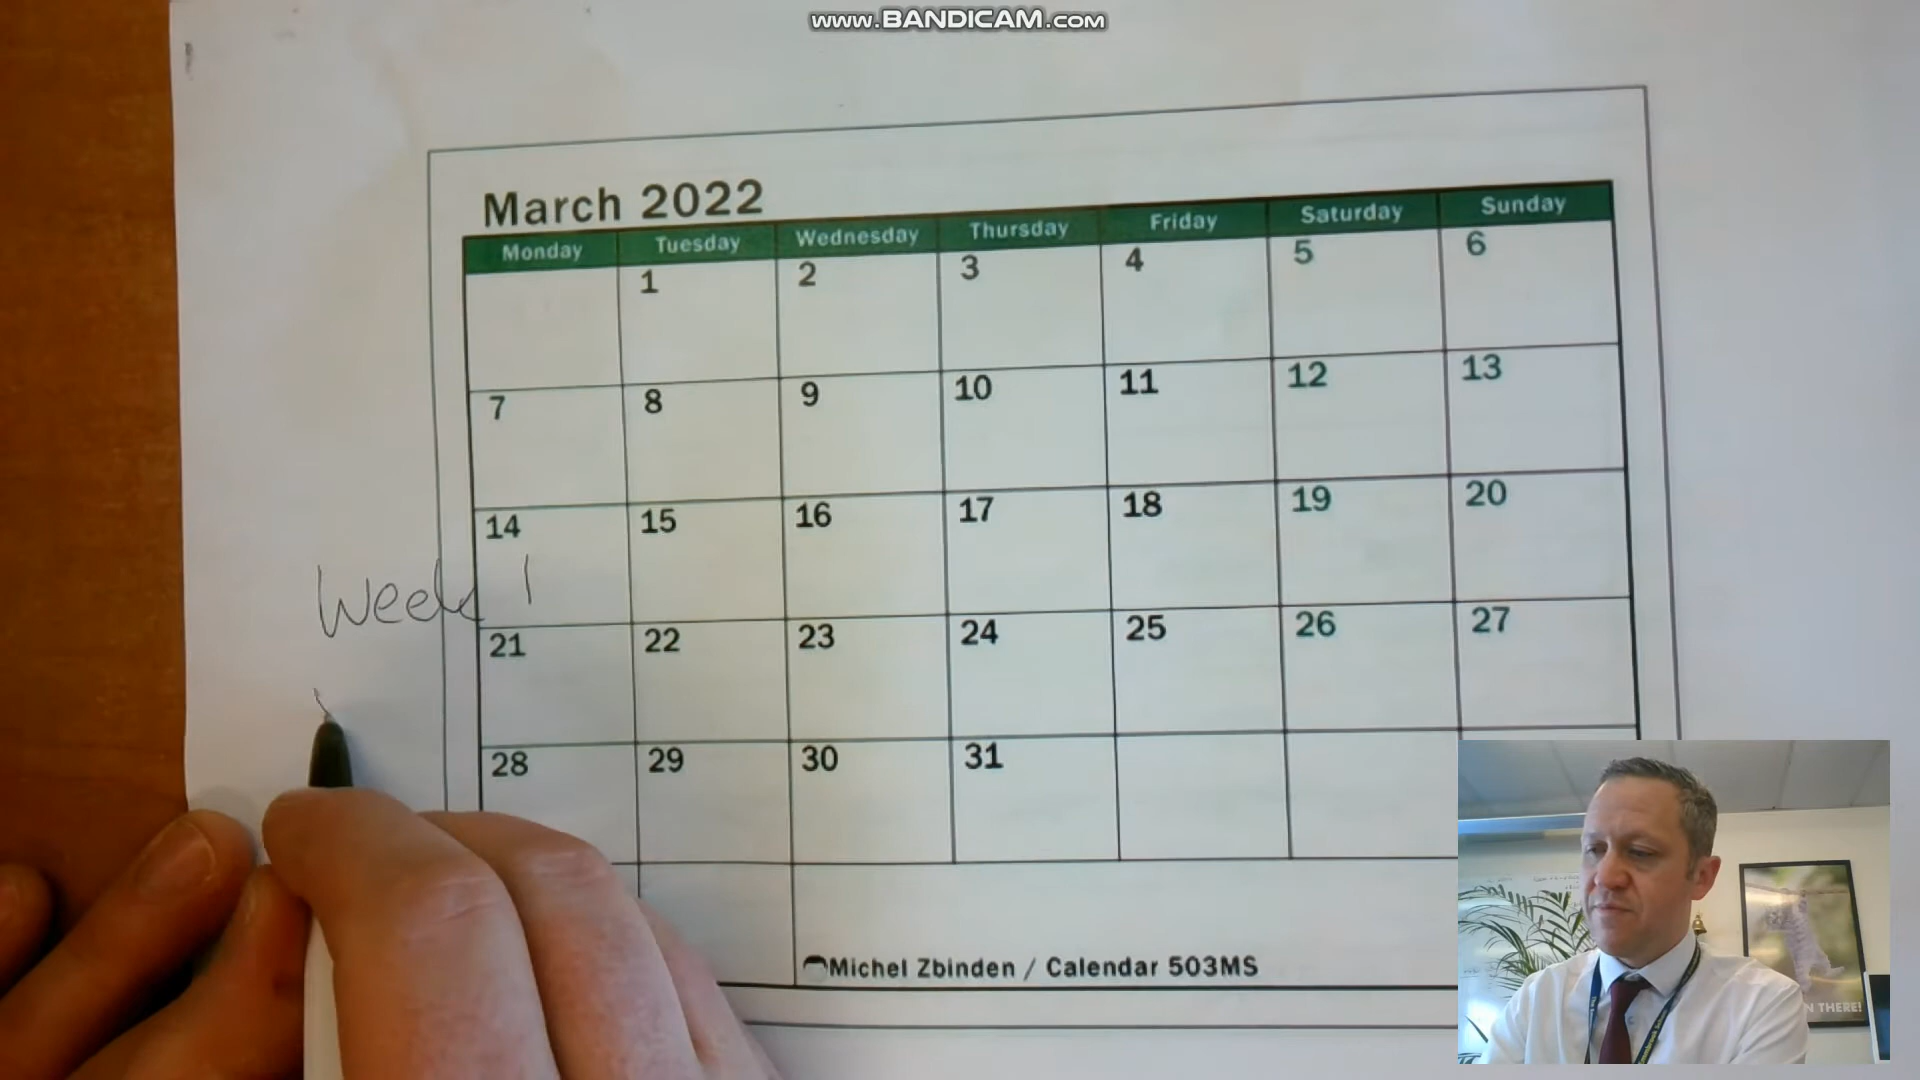 www.BANDICAM.com
March 2022
Monday Tuesday Wednesday Thursday Friday Saturday Sunday
1 2 3 4 5 6
7 8 9 10 11 12 13
14 15 16 17 18 19 20
Week 1
21 22 23 24 25 26 27
28 29 30 31
Michel Zbinden / Calendar 503MS
N THERE!